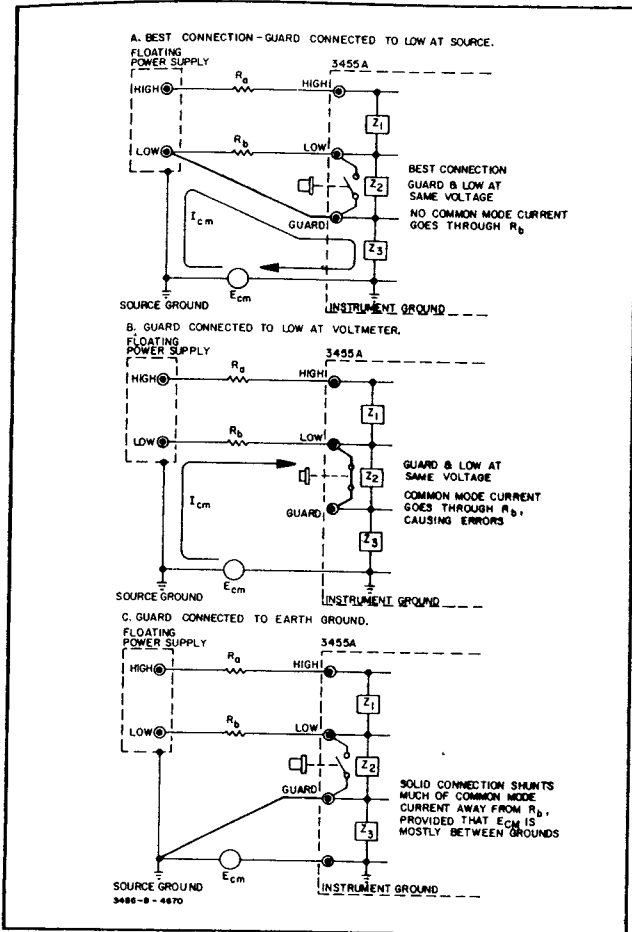 A. BEST CONNECTION – GUARD CONNECTED TO LOW AT SOURCE.
FLOATING
POWER SUPPLY
3455A
HIGH
Ra
HIGH
Z1
LOW
Rb
LOW
BEST CONNECTION
GUARD & LOW AT
SAME VOLTAGE
Z2
NO COMMON MODE CURRENT
GOES THROUGH Rb
GUARD
Icm
Z3
Ecm
SOURCE GROUND
INSTRUMENT GROUND
B. GUARD CONNECTED TO LOW AT VOLTMETER.
FLOATING
POWER SUPPLY
3455A
HIGH
Ra
HIGH
Z1
LOW
Rb
LOW
GUARD & LOW AT
SAME VOLTAGE
Z2
COMMON MODE CURRENT
GOES THROUGH Rb,
CAUSING ERRORS
Icm
GUARD
Z3
Ecm
SOURCE GROUND
INSTRUMENT GROUND
C. GUARD CONNECTED TO EARTH GROUND.
FLOATING
POWER SUPPLY
3455A
HIGH
Ra
HIGH
Z1
LOW
Rb
LOW
Z2
GUARD
SOLID CONNECTION SHUNTS
MUCH OF COMMON MODE
CURRENT AWAY FROM Rb,
PROVIDED THAT ECM IS
MOSTLY BETWEEN GROUNDS
Z3
Ecm
SOURCE GROUND
INSTRUMENT GROUND
3486-B-4670